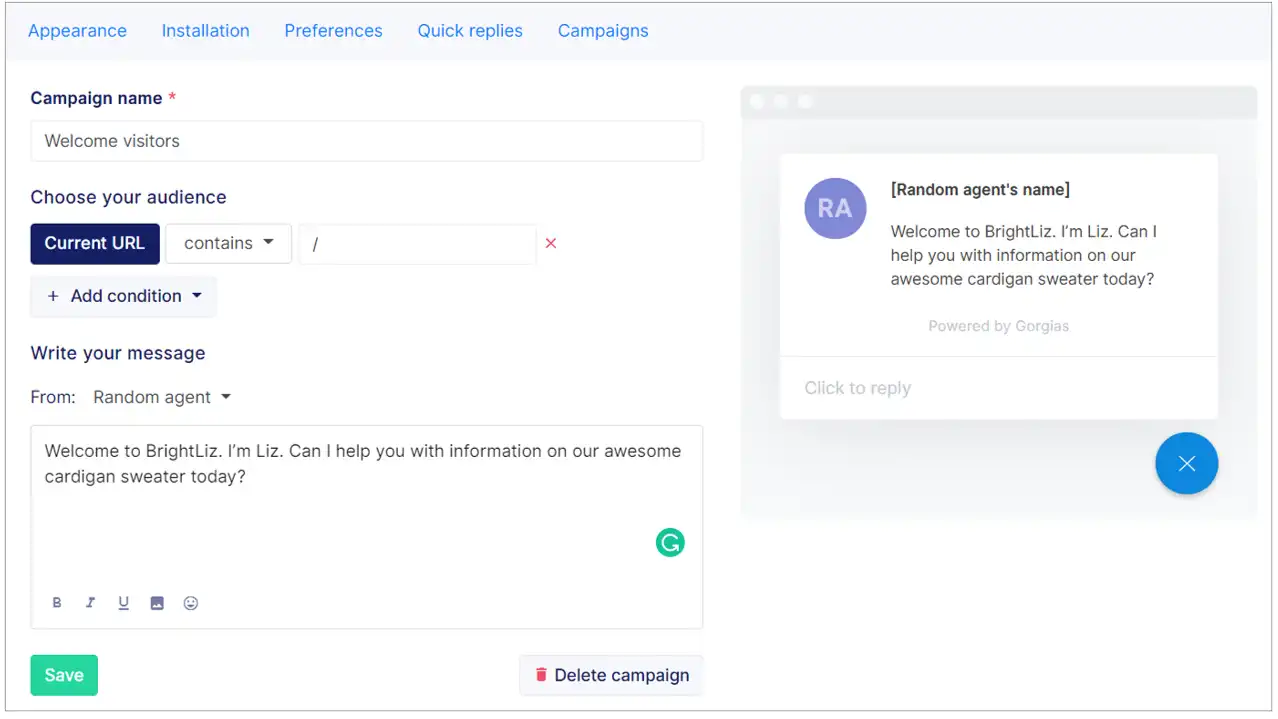 Appearance Installation Preferences Quick replies Campaigns
Campaign name *
Welcome visitors
Choose your audience
Current URL contains /
+ Add condition
Write your message
From: Random agent
Welcome to BrightLiz. I’m Liz. Can I help you with information on our awesome
cardigan sweater today?
B I U
Save
Delete campaign
RA
[Random agent's name]
Welcome to BrightLiz. I’m Liz. Can I
help you with information on our
awesome cardigan sweater today?
Powered by Gorgias
Click to reply